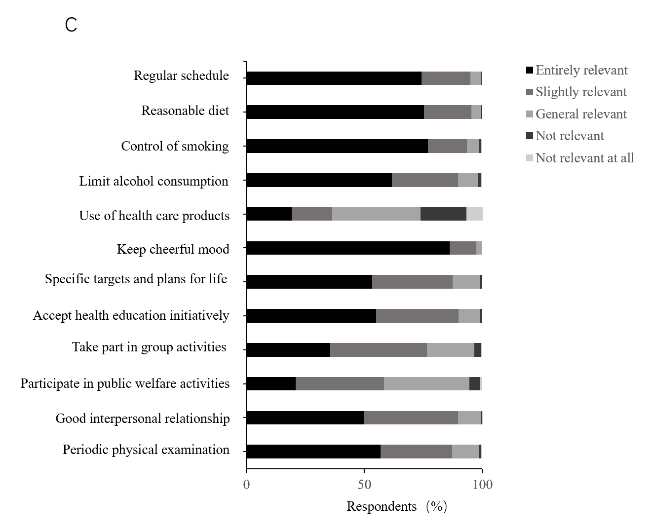 C
Regular schedule
Reasonable diet
Control of smoking
Limit alcohol consumption
Use of health care products
Keep cheerful mood
Specific targets and plans for life
Accept health education initiatively
Take part in group activities
Participate in public welfare activities
Good interpersonal relationship
Periodic physical examination
0 50 100
Respondents (%)
Entirely relevant
Slightly relevant
General relevant
Not relevant
Not relevant at all